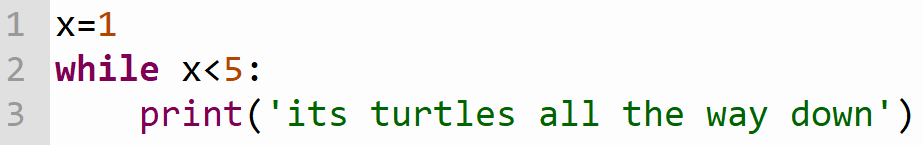 1 x=1
2 while x<5:
3     print('its turtles all the way down')